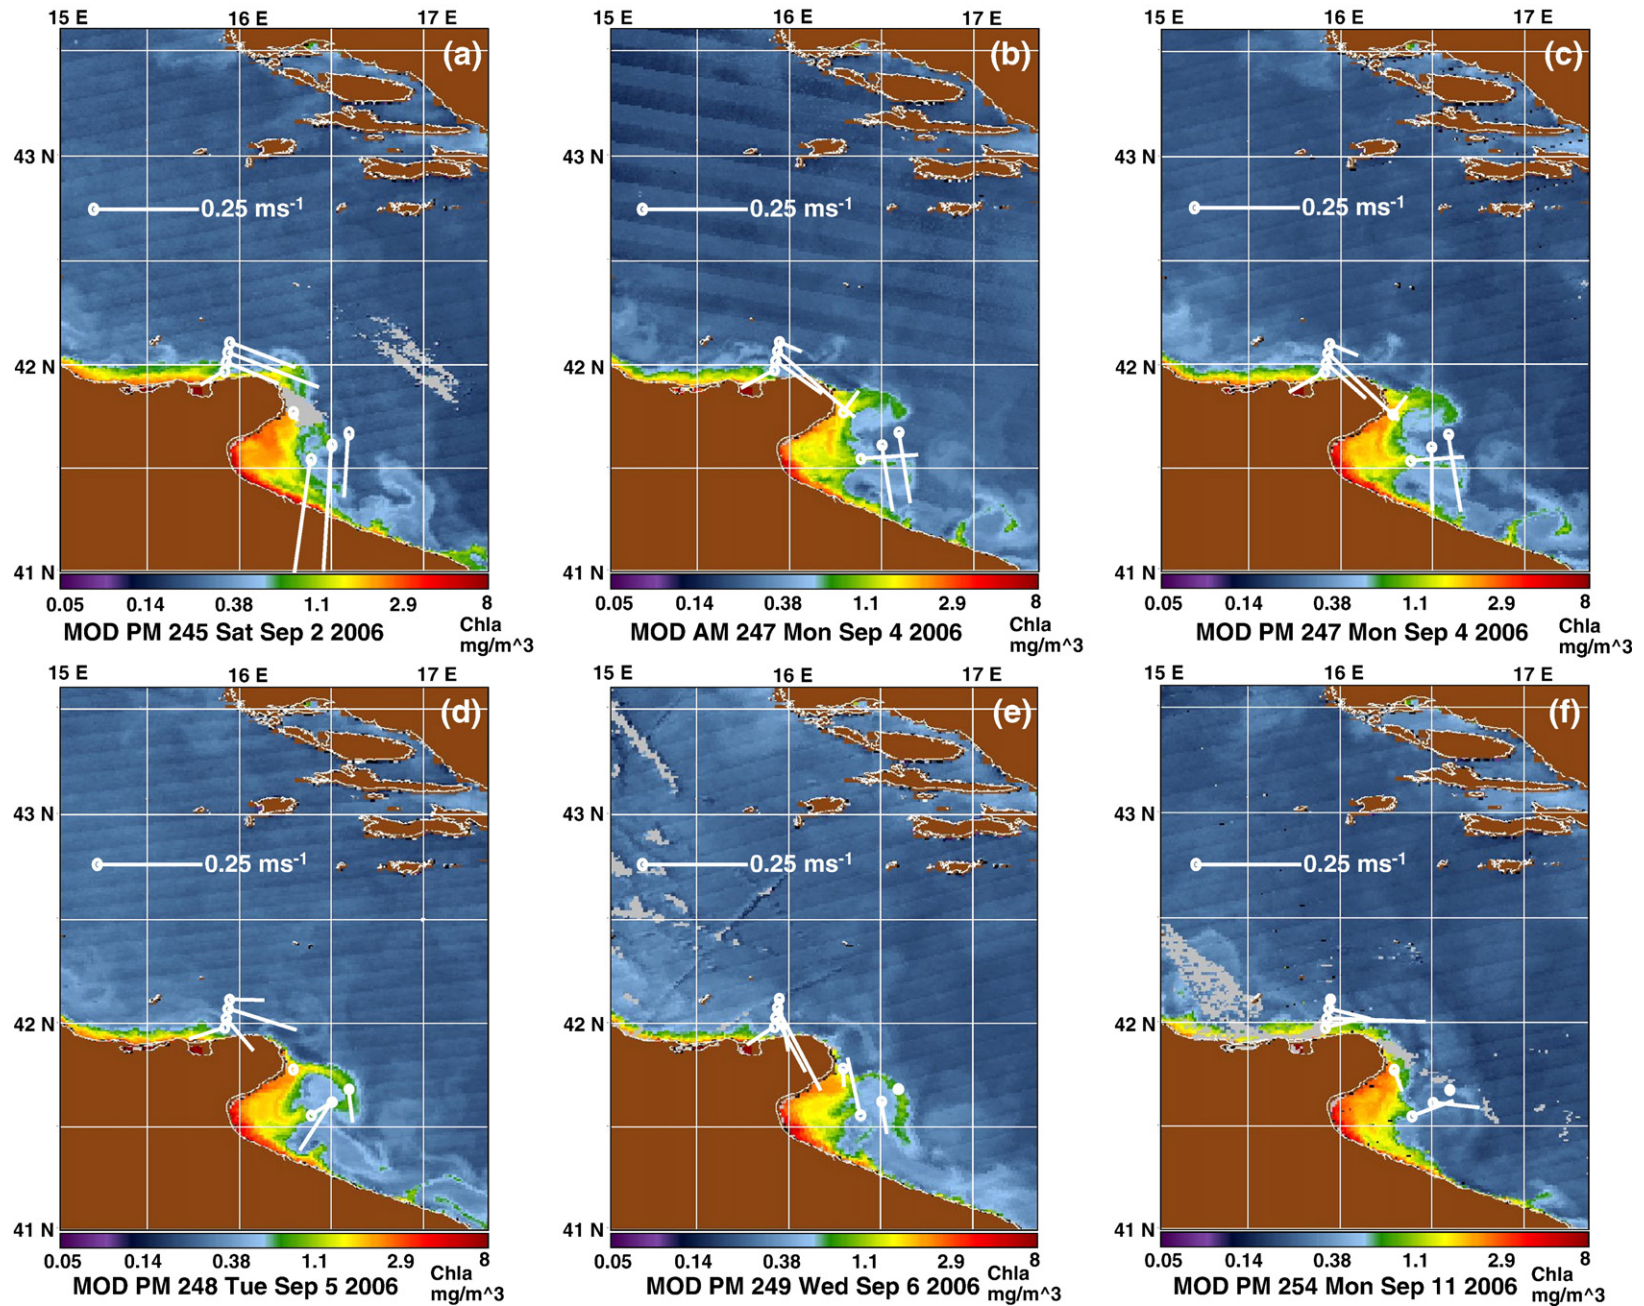 15 E 16 E 17 E 15 E 16 E 17 E 15 E 16 E 17 E
(a) (b) (c)
43 N 43 N 43 N
0.25 ms-1 0.25 ms-1 0.25 ms-1
42 N 42 N 42 N
41 N 41 N 41 N
0.05 0.14 0.38 1.1 2.9 8 0.05 0.14 0.38 1.1 2.9 8 0.05 0.14 0.38 1.1 2.9 8
MOD PM 245 Sat Sep 2 2006 Chla mg/m^3 MOD AM 247 Mon Sep 4 2006 Chla mg/m^3 MOD PM 247 Mon Sep 4 2006 Chla mg/m^3
15 E 16 E 17 E 15 E 16 E 17 E 15 E 16 E 17 E
(d) (e) (f)
43 N 43 N 43 N
0.25 ms-1 0.25 ms-1 0.25 ms-1
42 N 42 N 42 N
41 N 41 N 41 N
0.05 0.14 0.38 1.1 2.9 8 0.05 0.14 0.38 1.1 2.9 8 0.05 0.14 0.38 1.1 2.9 8
MOD PM 248 Tue Sep 5 2006 Chla mg/m^3 MOD PM 249 Wed Sep 6 2006 Chla mg/m^3 MOD PM 254 Mon Sep 11 2006 Chla mg/m^3